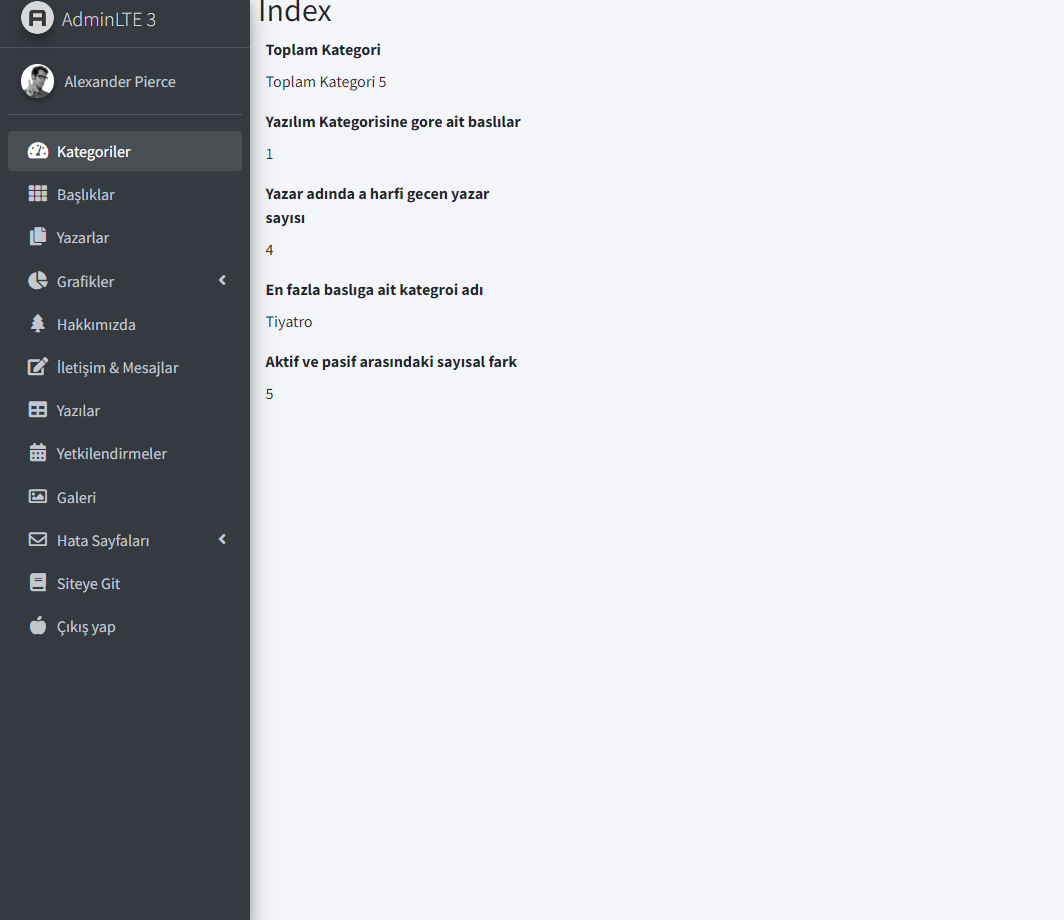 AdminLTE 3
Alexander Pierce
Kategoriler
Başlıklar
Yazarlar
Grafikler
Hakkımızda
İletişim & Mesajlar
Yazılar
Yetkilendirmeler
Galeri
Hata Sayfaları
Siteye Git
Çıkış yap
Index
Toplam Kategori
Toplam Kategori 5
Yazılım Kategorisine gore ait baslılar
1
Yazar adında a harfi gecen yazar
sayısı
4
En fazla baslıga ait kategroi adı
Tiyatro
Aktif ve pasif arasındaki sayısal fark
5